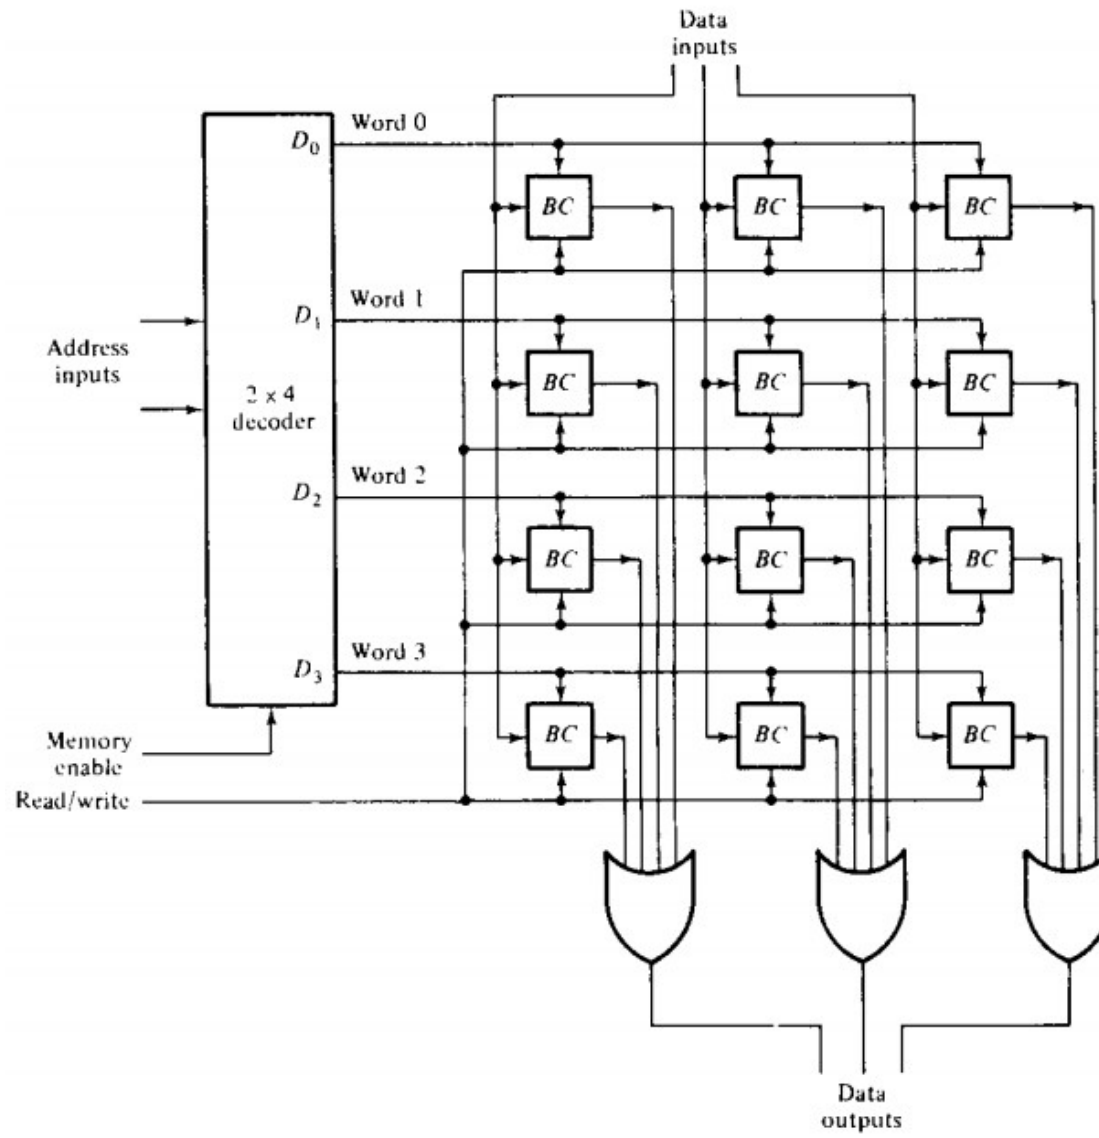 Data
inputs
Word 0
D₀
BC BC BC
Word 1
D₁
Address
inputs
BC BC BC
2 × 4
decoder
Word 2
D₂
BC BC BC
Word 3
D₃
BC BC BC
Memory
enable
Read/write
Data
outputs